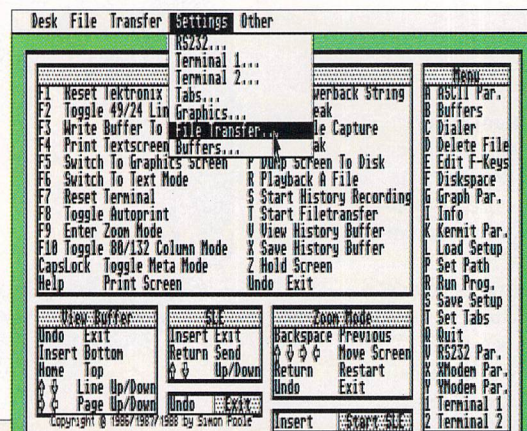 Desk File Transfer Settings Other
RS232...
Terminal 1...
Terminal 2...
Tabs...
Graphics...
File Transfer...
Buffers...
F1 Reset Tektronix
F2 Toggle 49/24 Lin
F3 Write Buffer To
F4 Print Textscreen
F5 Switch To Graphics Screen
F6 Switch To Text Mode
F7 Reset Terminal
F8 Toggle Autoprint
F9 Enter Zoom Mode
F10 Toggle 80/132 Column Mode
CapsLock Toggle Meta Mode
Help Print Screen
werback String
eak
le Capture
ak
P Dump Screen To Disk
R Playback A File
S Start History Recording
T Start Filetransfer
V View History Buffer
X Save History Buffer
Z Hold Screen
Undo Exit
Menu
A ASCII Par.
B Buffers
C Dialer
D Delete File
E Edit F-Keys
F Diskspace
G Graph Par.
I Info
K Kermit Par.
L Load Setup
P Set Path
R Run Prog.
S Save Setup
T Set Tabs
Q Quit
V RS232 Par.
X XModem Par.
Y YModem Par.
1 Terminal 1
2 Terminal 2
View Buffer
Undo Exit
Insert Bottom
Home Top
⇧ ⇩ Line Up/Down
⇧ ⇩ Page Up/Down
SLE
Insert Exit
Return Send
⇧ ⇩ Up/Down
Undo Exit
Zoom Mode
Backspace Previous
⇧ ⇩ ⇨ ⇦ Move Screen
Return Restart
Undo Exit
Insert Start SLE
Copyright @ 1986/1987/1988 by Simon Poole